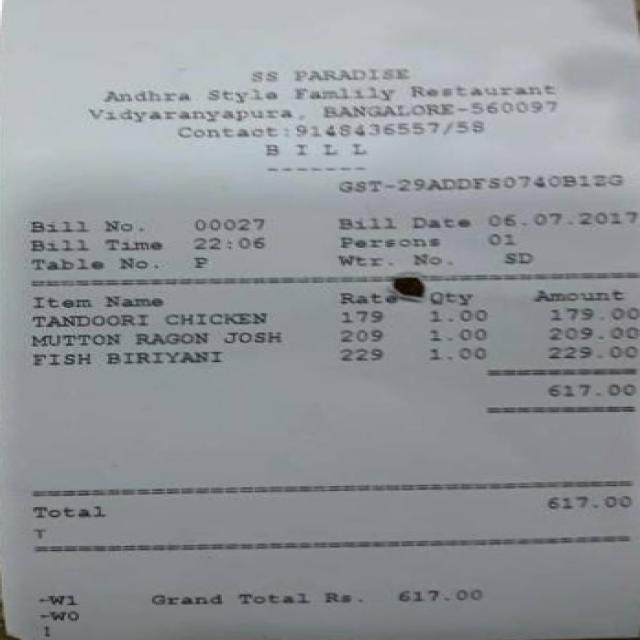 SS PARADISE
Andhra Style Famlily Restaurant
Vidyaranyapura, BANGALORE-560097
Contact:9148436557/58
B I L L
-------
GST-29ADDFS0740B1ZG
Bill No. 00027 Bill Date 06.07.2017
Bill Time 22:06 Persons 01
Table No. P Wtr. No. SD
Item Name Rate Qty Amount
TANDOORI CHICKEN 179 1.00 179.00
MUTTON RAGON JOSH 209 1.00 209.00
FISH BIRIYANI 229 1.00 229.00
617.00
Total 617.00
T
-W1 Grand Total Rs. 617.00
-W0